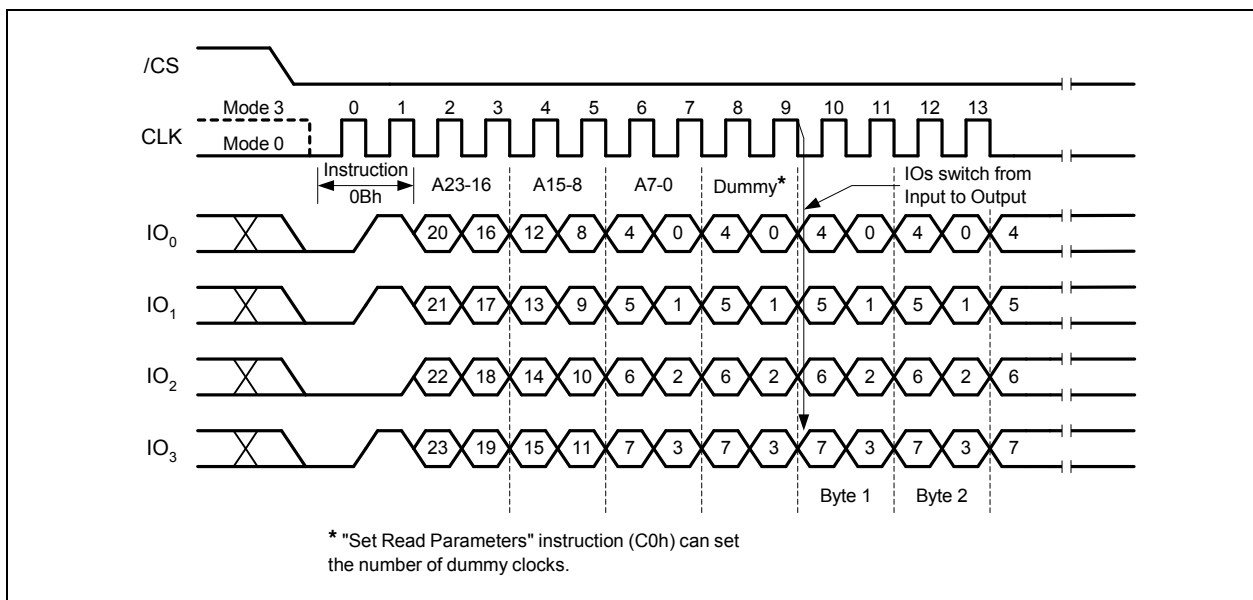 /CS
Mode 3 0 1 2 3 4 5 6 7 8 9 10 11 12 13
CLK
Mode 0
Instruction
0Bh
A23-16 A15-8 A7-0 Dummy*
IOs switch from
Input to Output
IO0 20 16 12 8 4 0 4 0 4 0 4 0 4
IO1 21 17 13 9 5 1 5 1 5 1 5 1 5
IO2 22 18 14 10 6 2 6 2 6 2 6 2 6
IO3 23 19 15 11 7 3 7 3 7 3 7 3 7
Byte 1 Byte 2
* "Set Read Parameters" instruction (C0h) can set
the number of dummy clocks.